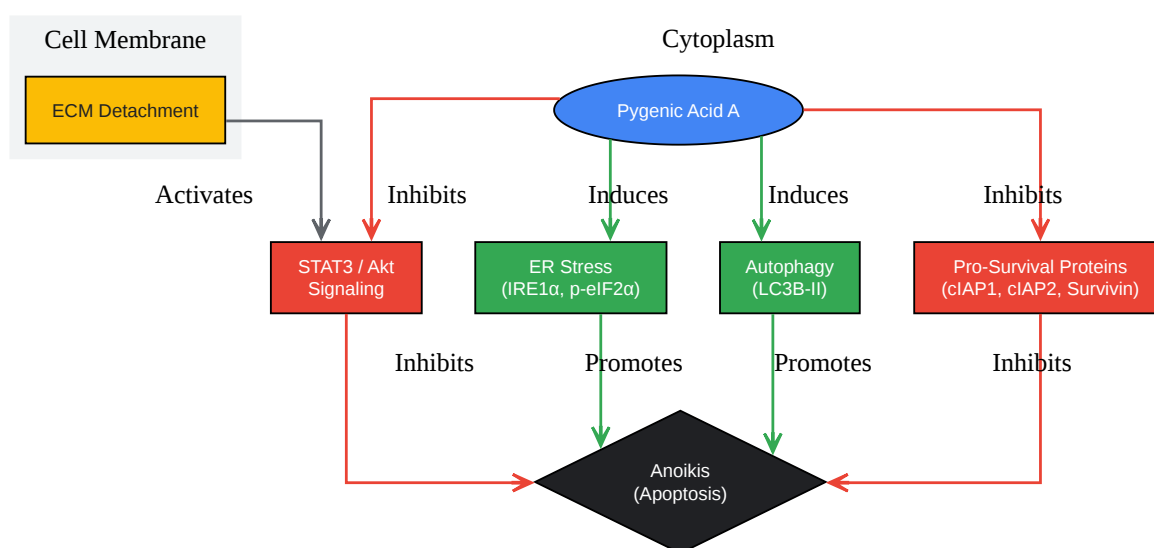 Cell Membrane
Cytoplasm
ECM Detachment
Pygenic Acid A
Activates
Inhibits
Induces
Induces
Inhibits
STAT3 / Akt
Signaling
ER Stress
(IRE1α, p-eIF2α)
Autophagy
(LC3B-II)
Pro-Survival Proteins
(cIAP1, cIAP2, Survivin)
Inhibits
Promotes
Promotes
Inhibits
Anoikis
(Apoptosis)